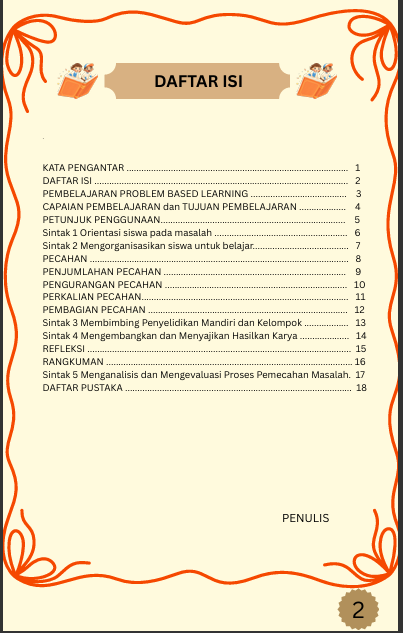 DAFTAR ISI
KATA PENGANTAR ................................................................................ 1
DAFTAR ISI ........................................................................................... 2
PEMBELAJARAN PROBLEM BASED LEARNING ................................... 3
CAPAIAN PEMBELAJARAN dan TUJUAN PEMBELAJARAN ................. 4
PETUNJUK PENGGUNAAN.................................................................. 5
Sintak 1 Orientasi siswa pada masalah ................................................ 6
Sintak 2 Mengorganisasikan siswa untuk belajar.................................. 7
PECAHAN ............................................................................................. 8
PENJUMLAHAN PECAHAN .................................................................. 9
PENGURANGAN PECAHAN ................................................................. 10
PERKALIAN PECAHAN.......................................................................... 11
PEMBAGIAN PECAHAN ........................................................................ 12
Sintak 3 Membimbing Penyelidikan Mandiri dan Kelompok ................ 13
Sintak 4 Mengembangkan dan Menyajikan Hasilkan Karya .................. 14
REFLEKSI ............................................................................................... 15
RANGKUMAN ........................................................................................ 16
Sintak 5 Menganalisis dan Mengevaluasi Proses Pemecahan Masalah. 17
DAFTAR PUSTAKA ................................................................................. 18
PENULIS
2